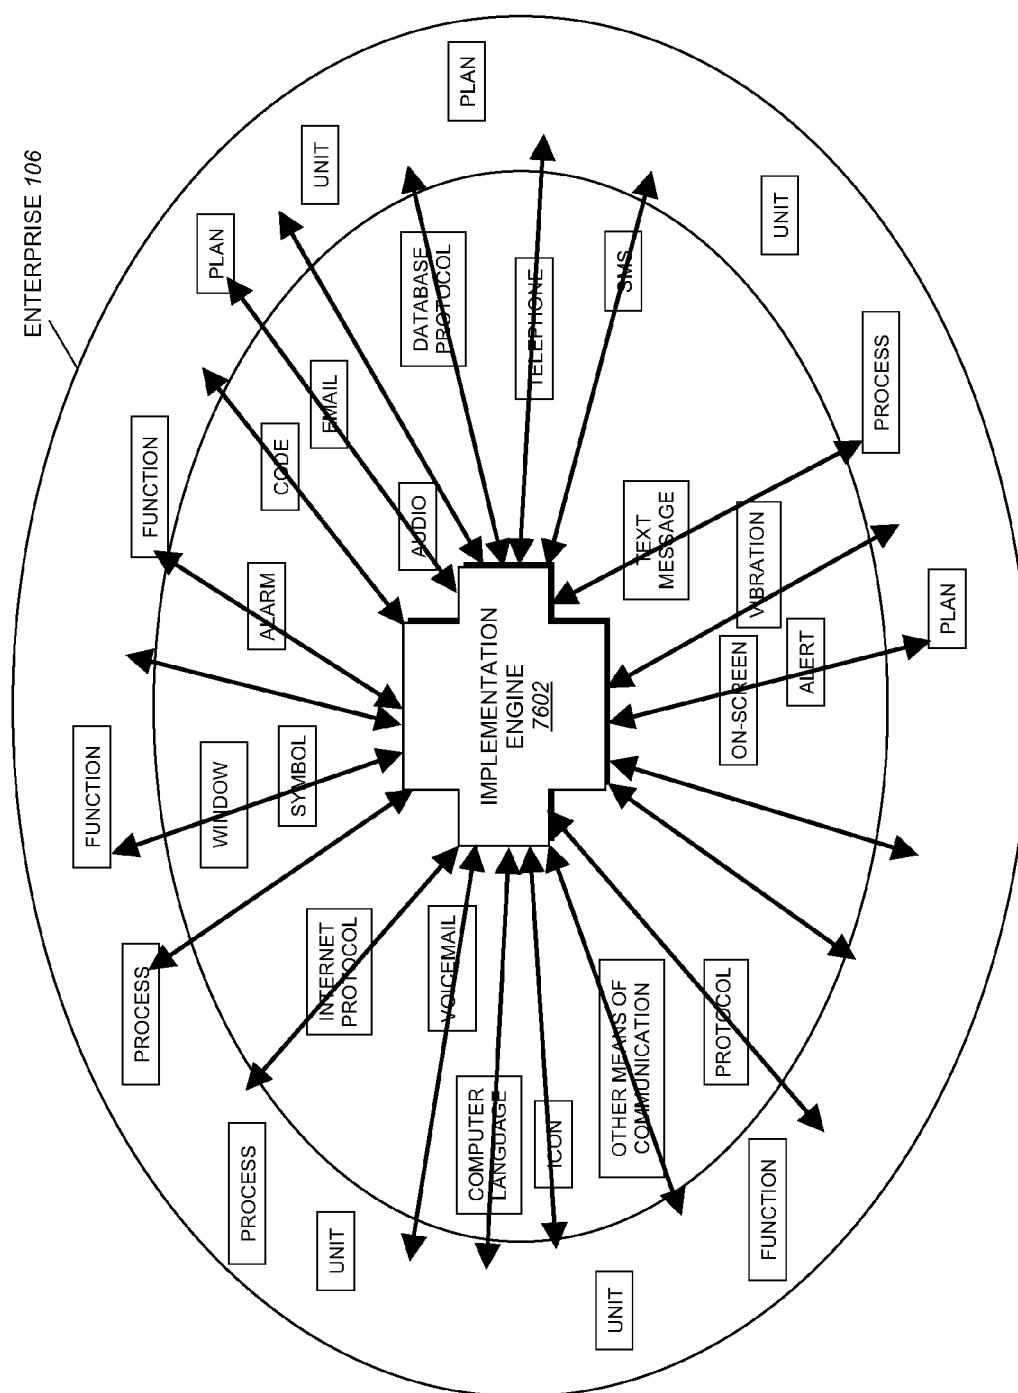 ENTERPRISE 106
PROCESS
UNIT
UNIT
FUNCTION
PROCESS
FUNCTION
FUNCTION
PLAN
UNIT
PLAN
UNIT
PROCESS
PLAN
INTERNET
PROTOCOL
VOICEMAIL
COMPUTER
LANGUAGE
ICON
OTHER MEANS OF
COMMUNICATION
PROTOCOL
WINDOW
SYMBOL
ALARM
CODE
EMAIL
AUDIO
DATABASE
PROTOCOL
TELEPHONE
SMS
TEXT
MESSAGE
VIBRATION
ON-SCREEN
ALERT
IMPLEMENTATION
ENGINE
7602